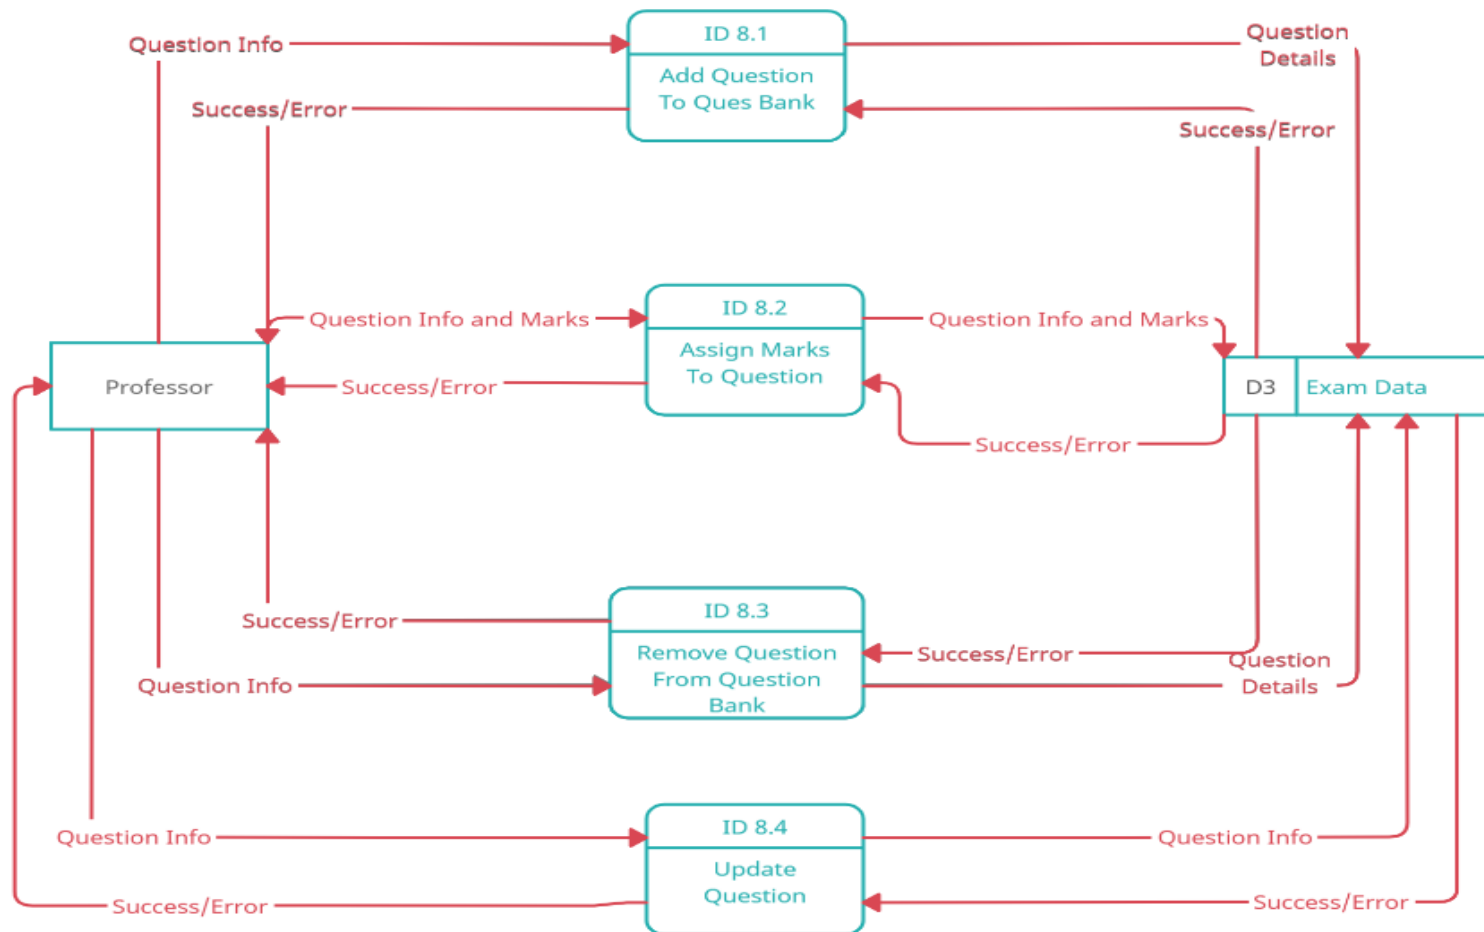 Question Info
ID 8.1
Question
Details
Add Question
To Ques Bank
Success/Error
Success/Error
Question Info and Marks
ID 8.2
Question Info and Marks
Assign Marks
To Question
Professor
Success/Error
D3
Exam Data
Success/Error
ID 8.3
Success/Error
Remove Question
From Question
Bank
Success/Error
Question
Details
Question Info
ID 8.4
Question Info
Question Info
Update
Question
Success/Error
Success/Error